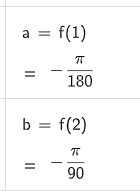 a = f(1)
= −π/180
b = f(2)
= −π/90